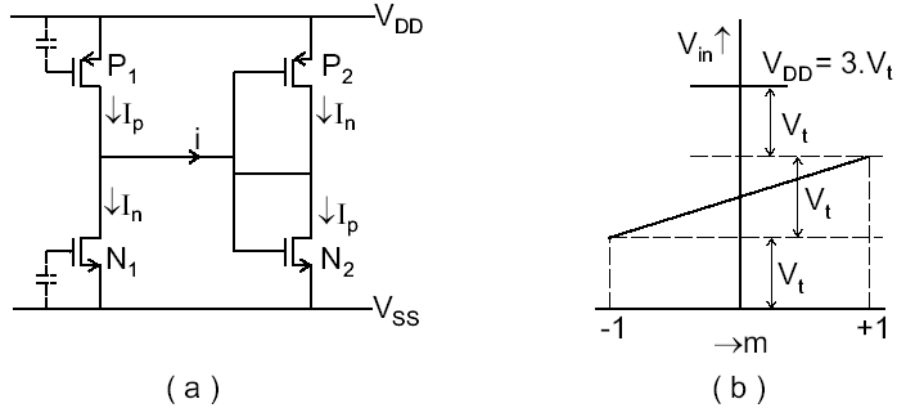 V_DD
P_1
P_2
↓I_p
i
↓I_n
↓I_n
↓I_p
N_1
N_2
V_SS
( a )
V_in↑
V_DD = 3.V_t
V_t
V_t
V_t
-1
+1
→m
( b )